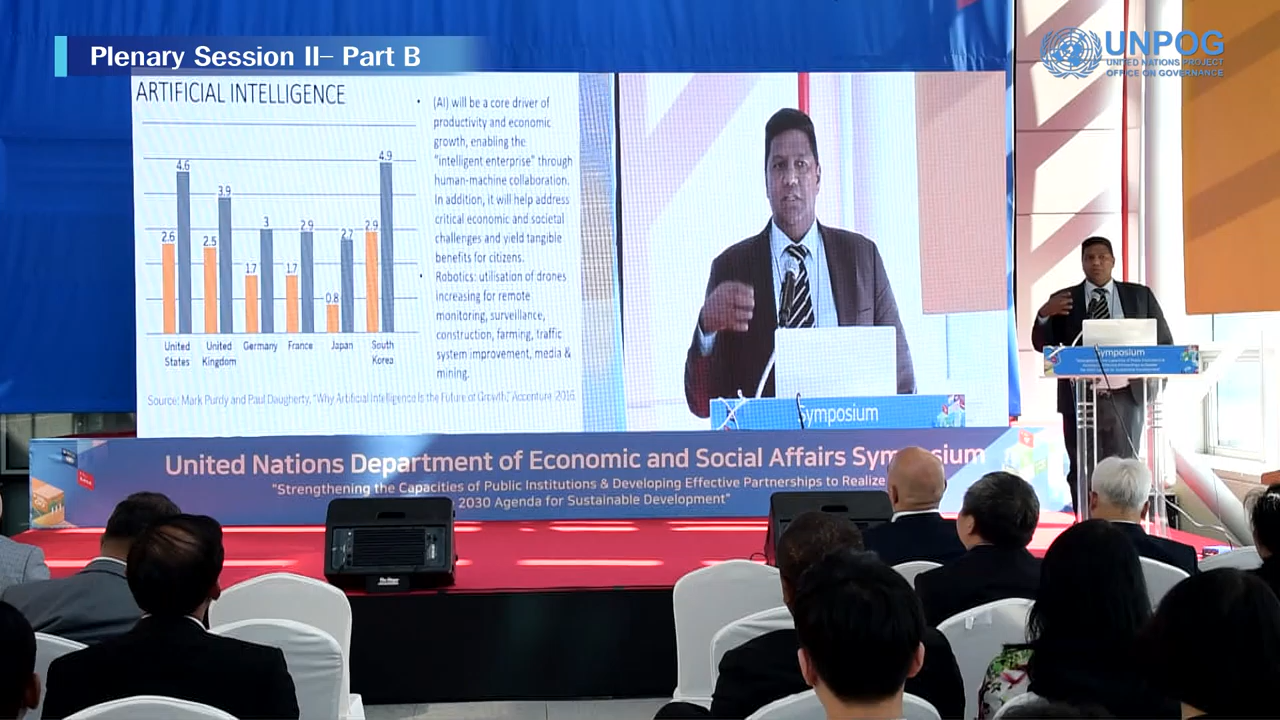 Plenary Session II– Part B
UNPOG
UNITED NATIONS PROJECT
OFFICE ON GOVERNANCE
ARTIFICIAL INTELLIGENCE
4.6
2.6
3.9
2.5
3
1.7
2.9
1.7
2.7
0.8
4.9
2.9
United
States
United
Kingdom
Germany
France
Japan
South
Korea
• (AI) will be a core driver of
productivity and economic
growth, enabling the
"intelligent enterprise" through
human-machine collaboration.
In addition, it will help address
critical economic and societal
challenges and yield tangible
benefits for citizens.
• Robotics: utilisation of drones
increasing for remote
monitoring, surveillance,
construction, farming, traffic
system improvement, media &
mining.
Source: Mark Purdy and Paul Daugherty, "Why Artificial Intelligence Is the Future of Growth," Accenture, 2016.
Symposium
Symposium
United Nations Department of Economic and Social Affairs Symposium
"Strengthening the Capacities of Public Institutions & Developing Effective Partnerships to Realize
2030 Agenda for Sustainable Development"